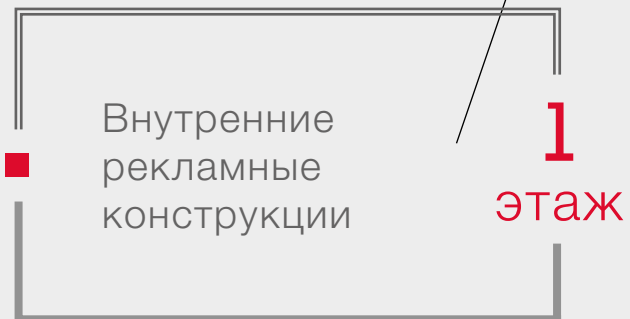 Внутренние
рекламные
конструкции
1
этаж